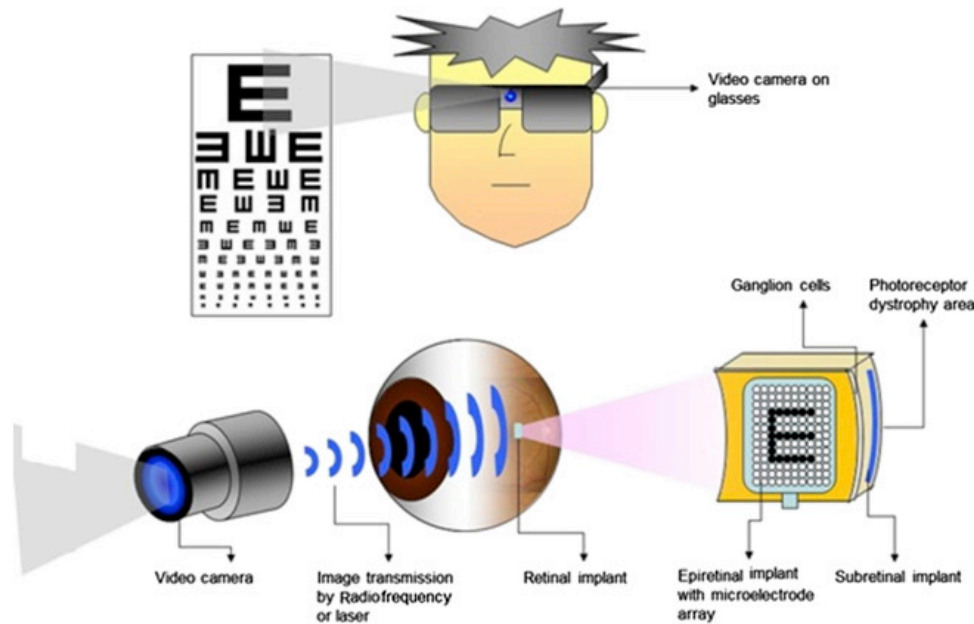 E
Video camera on
glasses
Ganglion cells
Photoreceptor
dystrophy area
E
Video camera
Image transmission
by Radiofrequency
or laser
Retinal implant
Epiretinal implant
with microelectrode
array
Subretinal implant